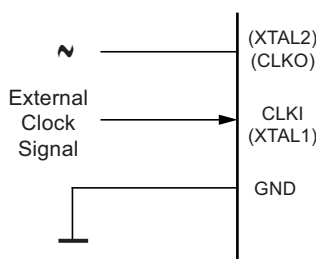 (XTAL2)
(CLKO)
~
External
Clock
Signal
CLKI
(XTAL1)
GND